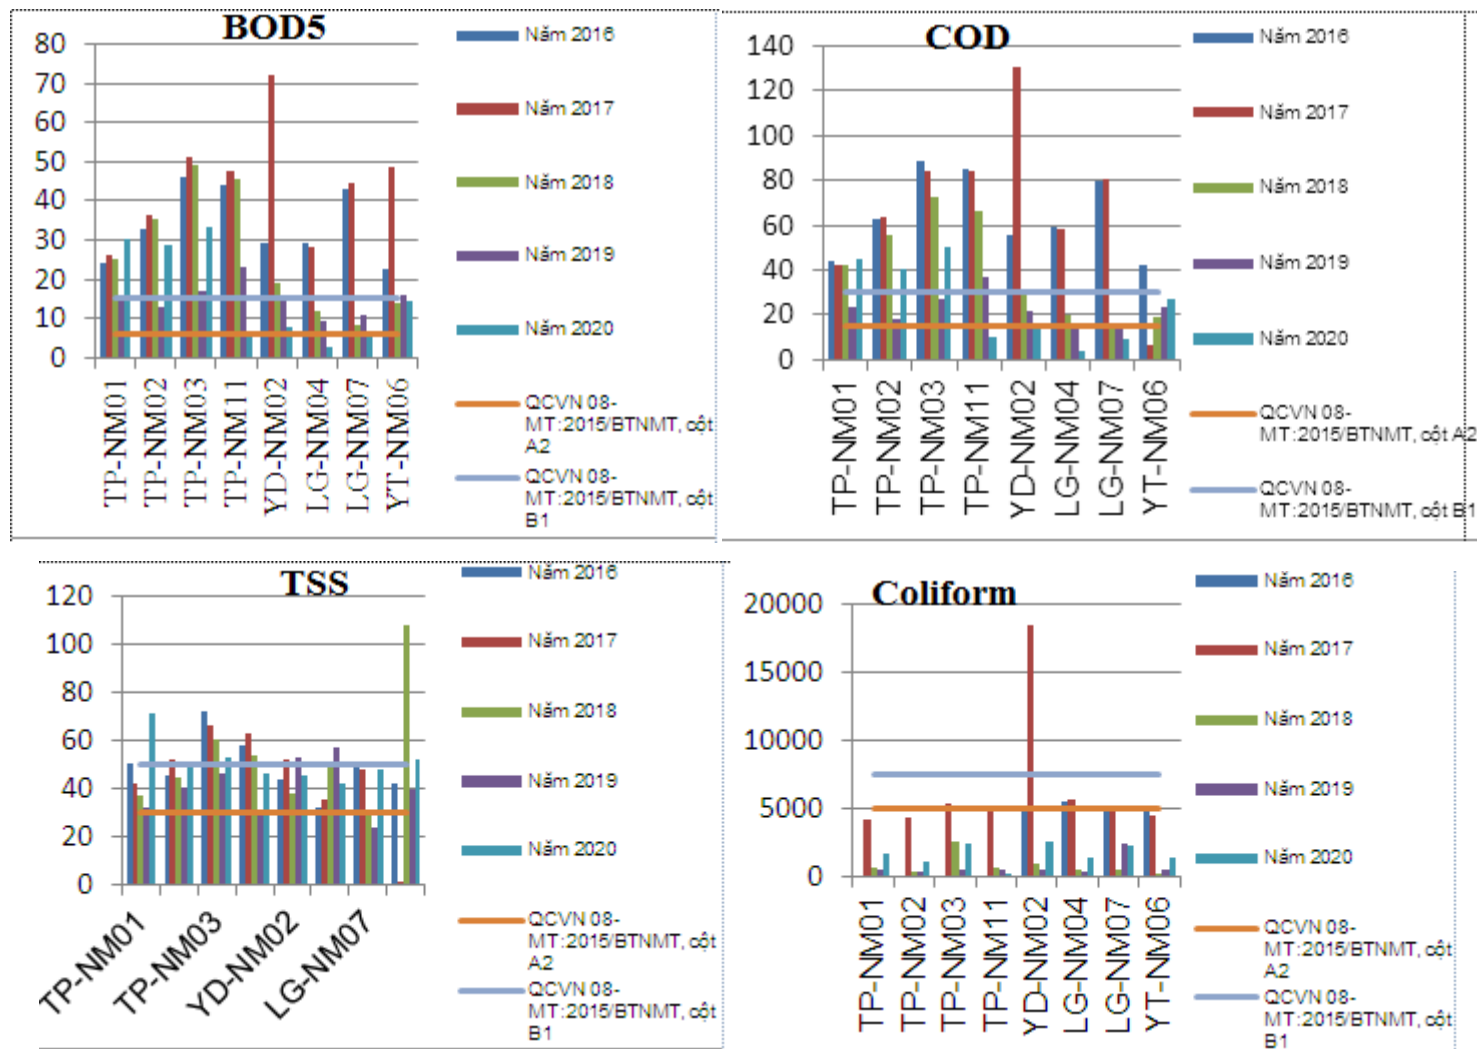 BOD5
80
70
60
50
40
30
20
10
0
TP-NM01
TP-NM02
TP-NM03
TP-NM11
YD-NM02
LG-NM04
LG-NM07
YT-NM06
Năm 2016
Năm 2017
Năm 2018
Năm 2019
Năm 2020
QCVN 08-
MT:2015/BTNMT, cột
A2
QCVN 08-
MT:2015/BTNMT, cột
B1
COD
140
120
100
80
60
40
20
0
TP-NM01
TP-NM02
TP-NM03
TP-NM11
YD-NM02
LG-NM04
LG-NM07
YT-NM06
Năm 2016
Năm 2017
Năm 2018
Năm 2019
Năm 2020
QCVN 08-
MT:2015/BTNMT, cột A2
QCVN 08-
MT:2015/BTNMT, cột B1
TSS
120
100
80
60
40
20
0
TP-NM01
TP-NM03
YD-NM02
LG-NM07
Năm 2016
Năm 2017
Năm 2018
Năm 2019
Năm 2020
QCVN 08-
MT:2015/BTNMT, cột
A2
QCVN 08-
MT:2015/BTNMT, cột
B1
Coliform
20000
15000
10000
5000
0
TP-NM01
TP-NM02
TP-NM03
TP-NM11
YD-NM02
LG-NM04
LG-NM07
YT-NM06
Năm 2016
Năm 2017
Năm 2018
Năm 2019
Năm 2020
QCVN 08-
MT:2015/BTNMT, cột
A2
QCVN 08-
MT:2015/BTNMT, cột
B1